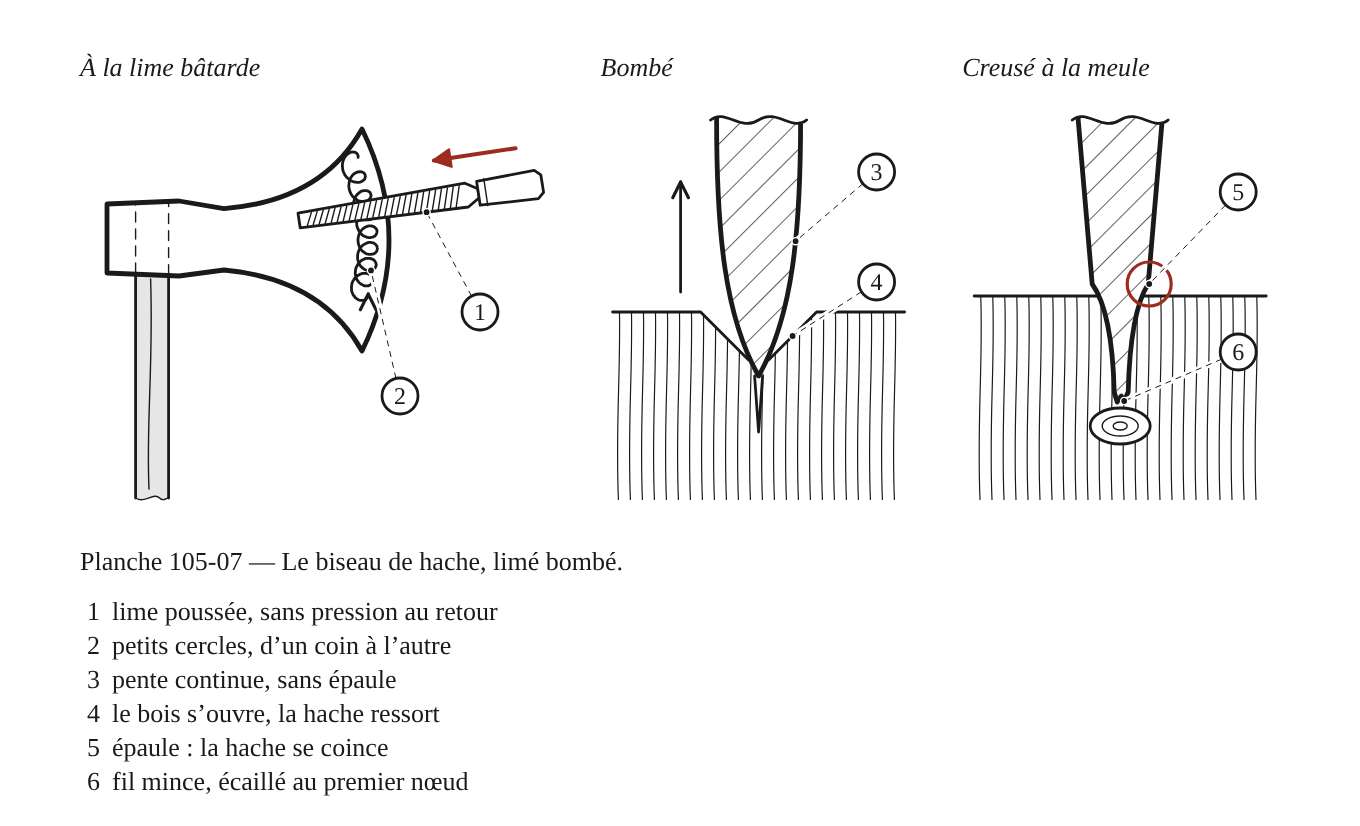 À la lime bâtarde
Bombé
Creusé à la meule
3
5
4
1
6
2
Planche 105-07 — Le biseau de hache, limé bombé.
1 lime poussée, sans pression au retour
2 petits cercles, d’un coin à l’autre
3 pente continue, sans épaule
4 le bois s’ouvre, la hache ressort
5 épaule : la hache se coince
6 fil mince, écaillé au premier nœud